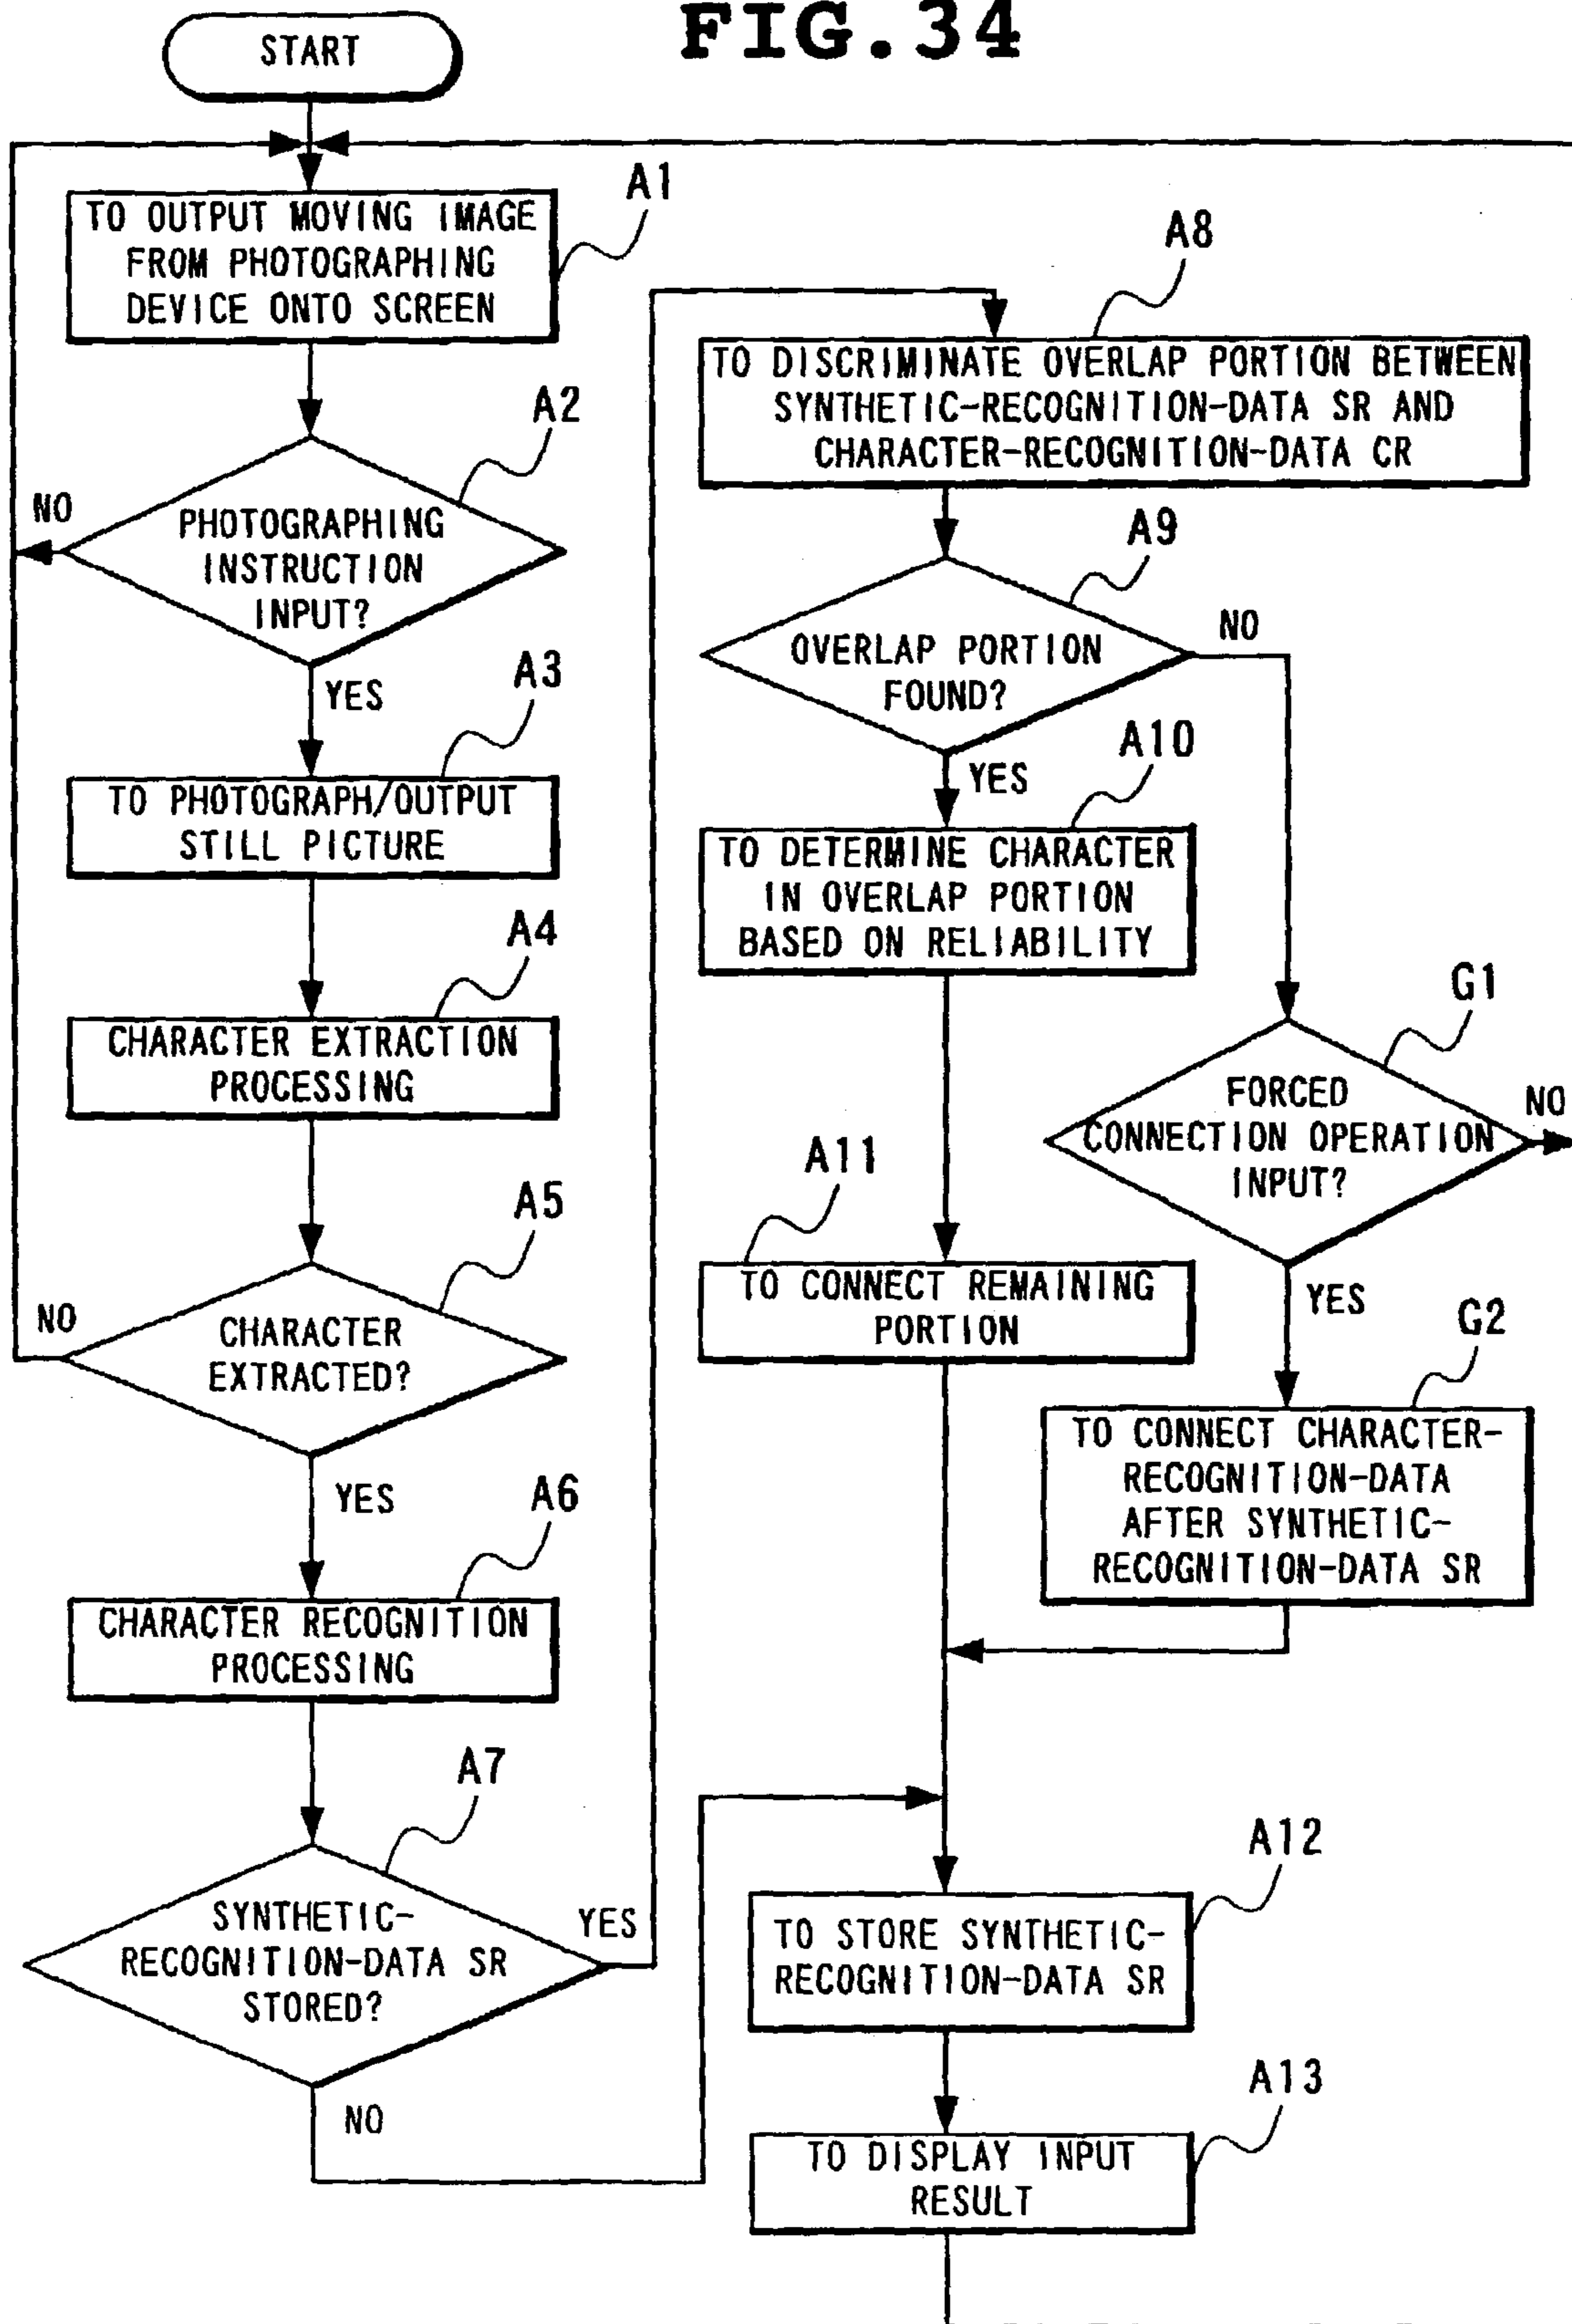 FIG.34
START
A1
TO OUTPUT MOVING IMAGE
FROM PHOTOGRAPHING
DEVICE ONTO SCREEN
A2
NO
PHOTOGRAPHING
INSTRUCTION
INPUT?
YES
A3
TO PHOTOGRAPH/OUTPUT
STILL PICTURE
A4
CHARACTER EXTRACTION
PROCESSING
A5
NO
CHARACTER
EXTRACTED?
YES
A6
CHARACTER RECOGNITION
PROCESSING
A7
SYNTHETIC-
RECOGNITION-DATA SR
STORED?
YES
NO
A8
TO DISCRIMINATE OVERLAP PORTION BETWEEN
SYNTHETIC-RECOGNITION-DATA SR AND
CHARACTER-RECOGNITION-DATA CR
A9
NO
OVERLAP PORTION
FOUND?
YES
A10
TO DETERMINE CHARACTER
IN OVERLAP PORTION
BASED ON RELIABILITY
G1
FORCED
CONNECTION OPERATION
INPUT?
NO
YES
A11
TO CONNECT REMAINING
PORTION
G2
TO CONNECT CHARACTER-
RECOGNITION-DATA
AFTER SYNTHETIC-
RECOGNITION-DATA SR
A12
TO STORE SYNTHETIC-
RECOGNITION-DATA SR
A13
TO DISPLAY INPUT
RESULT